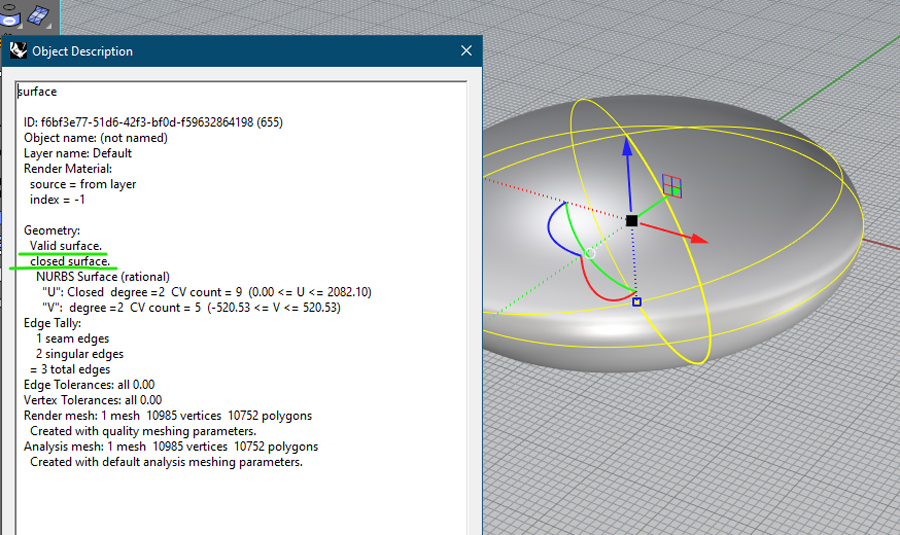 Object Description
surface
ID: f6bf3e77-51d6-42f3-bf0d-f59632864198 (655)
Object name: (not named)
Layer name: Default
Render Material:
source = from layer
index = -1
Geometry:
Valid surface.
closed surface.
NURBS Surface (rational)
"U": Closed degree =2 CV count = 9 (0.00 <= U <= 2082.10)
"V": degree =2 CV count = 5 (-520.53 <= V <= 520.53)
Edge Tally:
1 seam edges
2 singular edges
= 3 total edges
Edge Tolerances: all 0.00
Vertex Tolerances: all 0.00
Render mesh: 1 mesh 10985 vertices 10752 polygons
Created with quality meshing parameters.
Analysis mesh: 1 mesh 10985 vertices 10752 polygons
Created with default analysis meshing parameters.